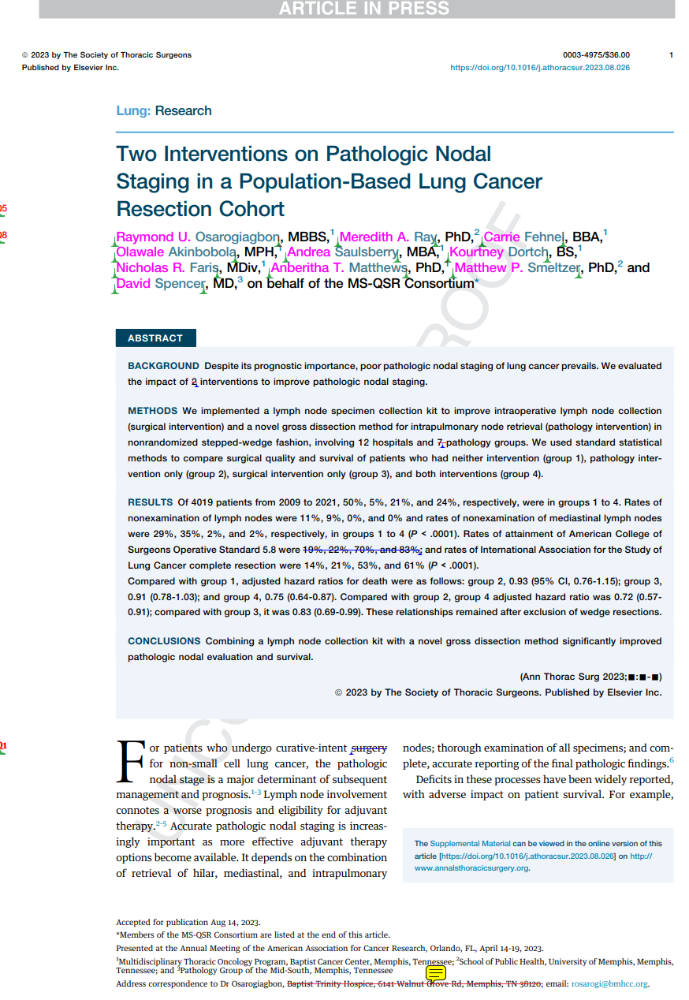 ARTICLE IN PRESS
© 2023 by The Society of Thoracic Surgeons
Published by Elsevier Inc.
0003-4975/$36.00 1
https://doi.org/10.1016/j.athoracsur.2023.08.026
Lung: Research
Two Interventions on Pathologic Nodal
Staging in a Population-Based Lung Cancer
Resection Cohort
Q5
Q8
Raymond U. Osarogiagbon, MBBS,1 Meredith A. Ray, PhD,2 Carrie Fehnel, BBA,1
Olawale Akinbobola, MPH,1 Andrea Saulsberry, MBA,1 Kourtney Dortch, BS,1
Nicholas R. Faris, MDiv,1 Anberitha T. Matthews, PhD,1 Matthew P. Smeltzer, PhD,2 and
David Spencer, MD,3 on behalf of the MS-QSR Consortium*
ABSTRACT
BACKGROUND Despite its prognostic importance, poor pathologic nodal staging of lung cancer prevails. We evaluated
the impact of 2 interventions to improve pathologic nodal staging.
METHODS We implemented a lymph node specimen collection kit to improve intraoperative lymph node collection
(surgical intervention) and a novel gross dissection method for intrapulmonary node retrieval (pathology intervention) in
nonrandomized stepped-wedge fashion, involving 12 hospitals and 7 pathology groups. We used standard statistical
methods to compare surgical quality and survival of patients who had neither intervention (group 1), pathology inter-
vention only (group 2), surgical intervention only (group 3), and both interventions (group 4).
RESULTS Of 4019 patients from 2009 to 2021, 50%, 5%, 21%, and 24%, respectively, were in groups 1 to 4. Rates of
nonexamination of lymph nodes were 11%, 9%, 0%, and 0% and rates of nonexamination of mediastinal lymph nodes
were 29%, 35%, 2%, and 2%, respectively, in groups 1 to 4 (P < .0001). Rates of attainment of American College of
Surgeons Operative Standard 5.8 were 19%, 22%, 70%, and 83%; and rates of International Association for the Study of
Lung Cancer complete resection were 14%, 21%, 53%, and 61% (P < .0001).
Compared with group 1, adjusted hazard ratios for death were as follows: group 2, 0.93 (95% CI, 0.76-1.15); group 3,
0.91 (0.78-1.03); and group 4, 0.75 (0.64-0.87). Compared with group 2, group 4 adjusted hazard ratio was 0.72 (0.57-
0.91); compared with group 3, it was 0.83 (0.69-0.99). These relationships remained after exclusion of wedge resections.
CONCLUSIONS Combining a lymph node collection kit with a novel gross dissection method significantly improved
pathologic nodal evaluation and survival.
(Ann Thorac Surg 2023;■:■-■)
© 2023 by The Society of Thoracic Surgeons. Published by Elsevier Inc.
Q1
For patients who undergo curative-intent surgery
for non-small cell lung cancer, the pathologic
nodal stage is a major determinant of subsequent
management and prognosis.1-3 Lymph node involvement
connotes a worse prognosis and eligibility for adjuvant
therapy.2-5 Accurate pathologic nodal staging is increas-
ingly important as more effective adjuvant therapy
options become available. It depends on the combination
of retrieval of hilar, mediastinal, and intrapulmonary
nodes; thorough examination of all specimens; and com-
plete, accurate reporting of the final pathologic findings.6
Deficits in these processes have been widely reported,
with adverse impact on patient survival. For example,
The Supplemental Material can be viewed in the online version of this
article [https://doi.org/10.1016/j.athoracsur.2023.08.026] on http://
www.annalsthoracicsurgery.org.
Accepted for publication Aug 14, 2023.
*Members of the MS-QSR Consortium are listed at the end of this article.
Presented at the Annual Meeting of the American Association for Cancer Research, Orlando, FL, April 14-19, 2023.
1Multidisciplinary Thoracic Oncology Program, Baptist Cancer Center, Memphis, Tennessee; 2School of Public Health, University of Memphis, Memphis,
Tennessee; and 3Pathology Group of the Mid-South, Memphis, Tennessee
Address correspondence to Dr Osarogiagbon, Baptist Trinity Hospice, 6141 Walnut Grove Rd, Memphis, TN 38120; email: rosarogi@bmhcc.org.